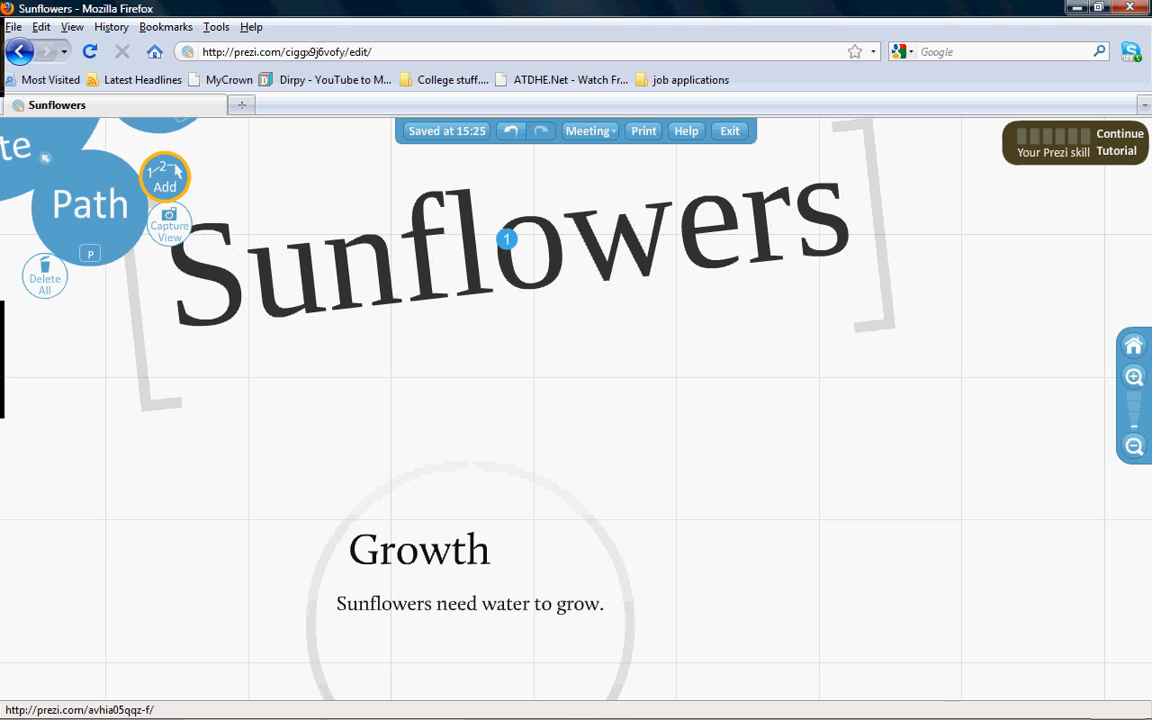 Sunflowers - Mozilla Firefox
File Edit View History Bookmarks Tools Help
http://prezi.com/ciggx9j6vofy/edit/
Google
Most Visited Latest Headlines MyCrown Dirpy - YouTube to M... College stuff.... ATDHE.Net - Watch Fr... job applications
Sunflowers
Saved at 15:25 Meeting Print Help Exit
Continue Tutorial
Your Prezi skill
te
1 2
Add
Path
P
Capture
View
Delete
All
Sunflowers
1
Growth
Sunflowers need water to grow.
http://prezi.com/avhia05qqz-f/